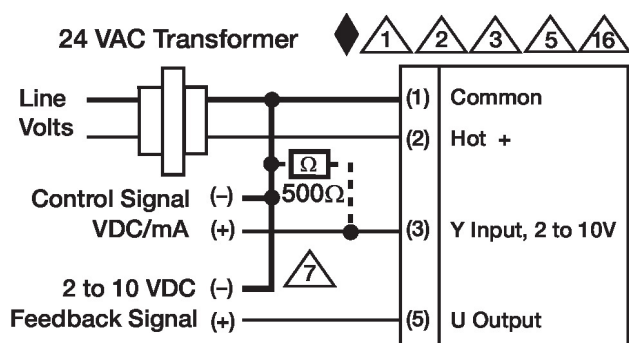 24 VAC Transformer
1 2 3 5 16
Line
Volts
(1) Common
(2) Hot +
Ω
500Ω
Control Signal (–)
VDC/mA (+)
(3) Y Input, 2 to 10V
7
2 to 10 VDC (–)
Feedback Signal (+)
(5) U Output